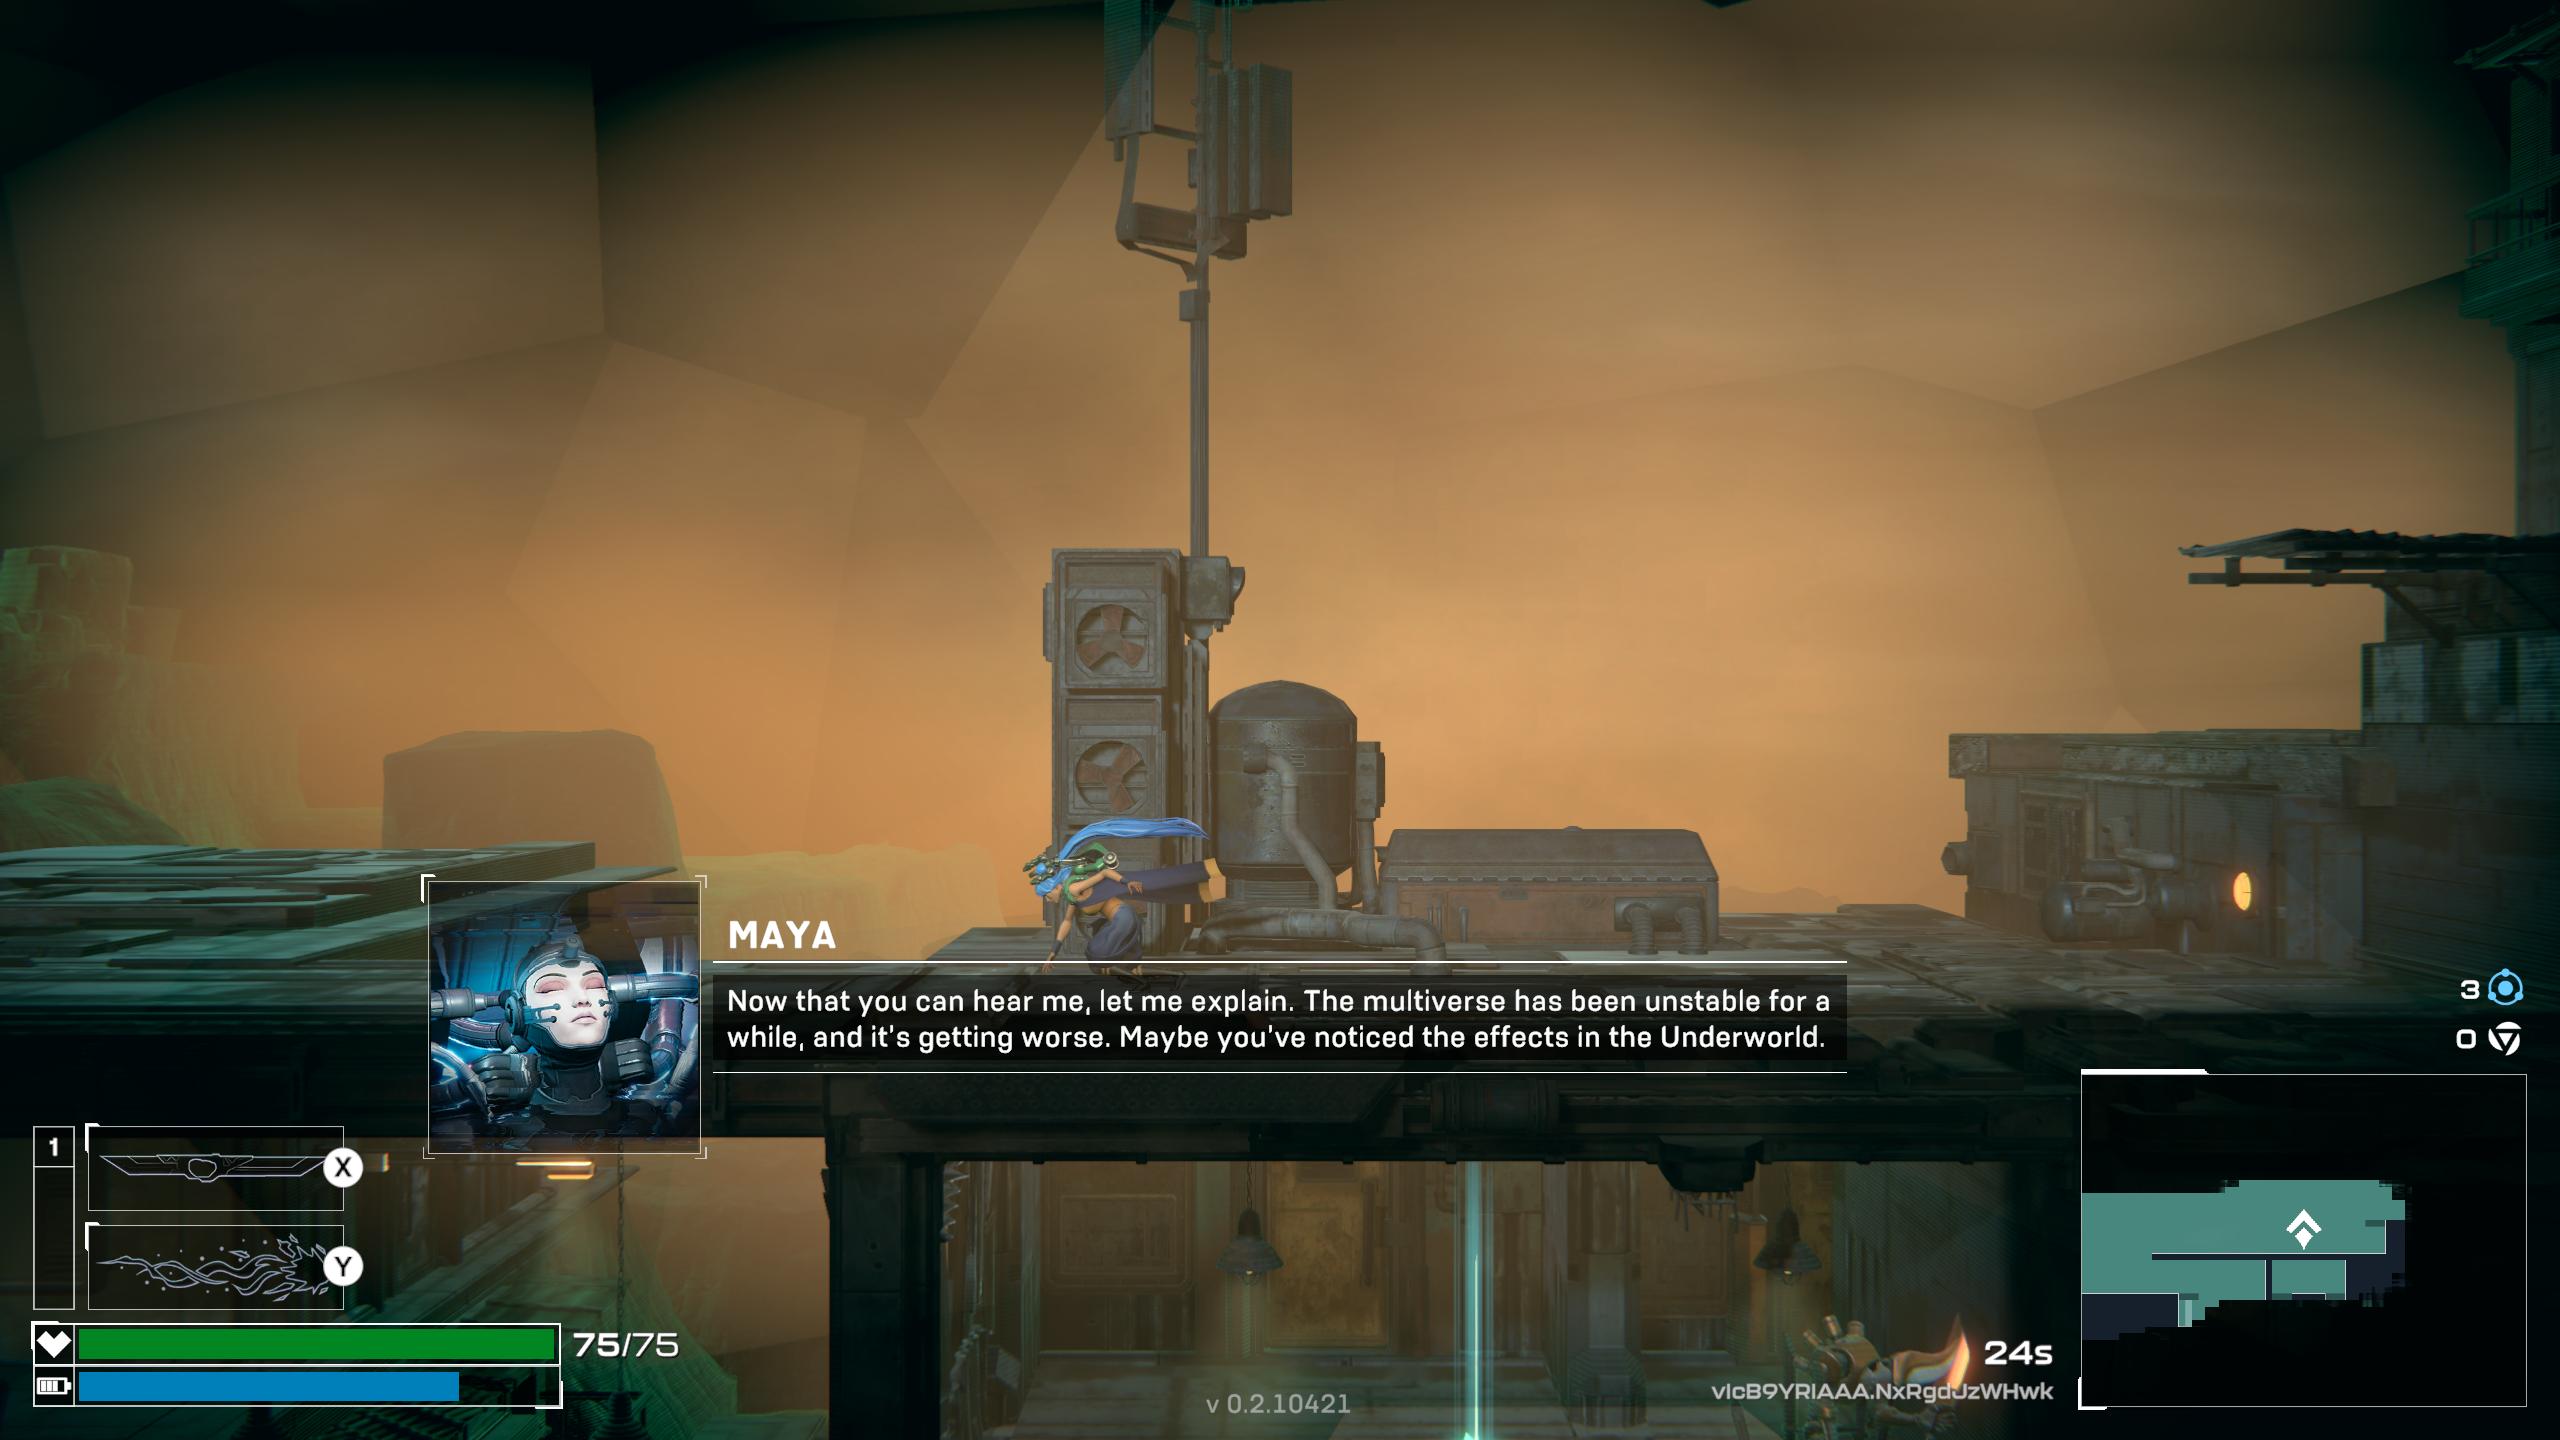 MAYA
Now that you can hear me, let me explain. The multiverse has been unstable for a
while, and it's getting worse. Maybe you've noticed the effects in the Underworld.
3
0
1
X
Y
75/75
24s
vIcB9YRIAAA.NxRgdJzWHwk
v 0.2.10421